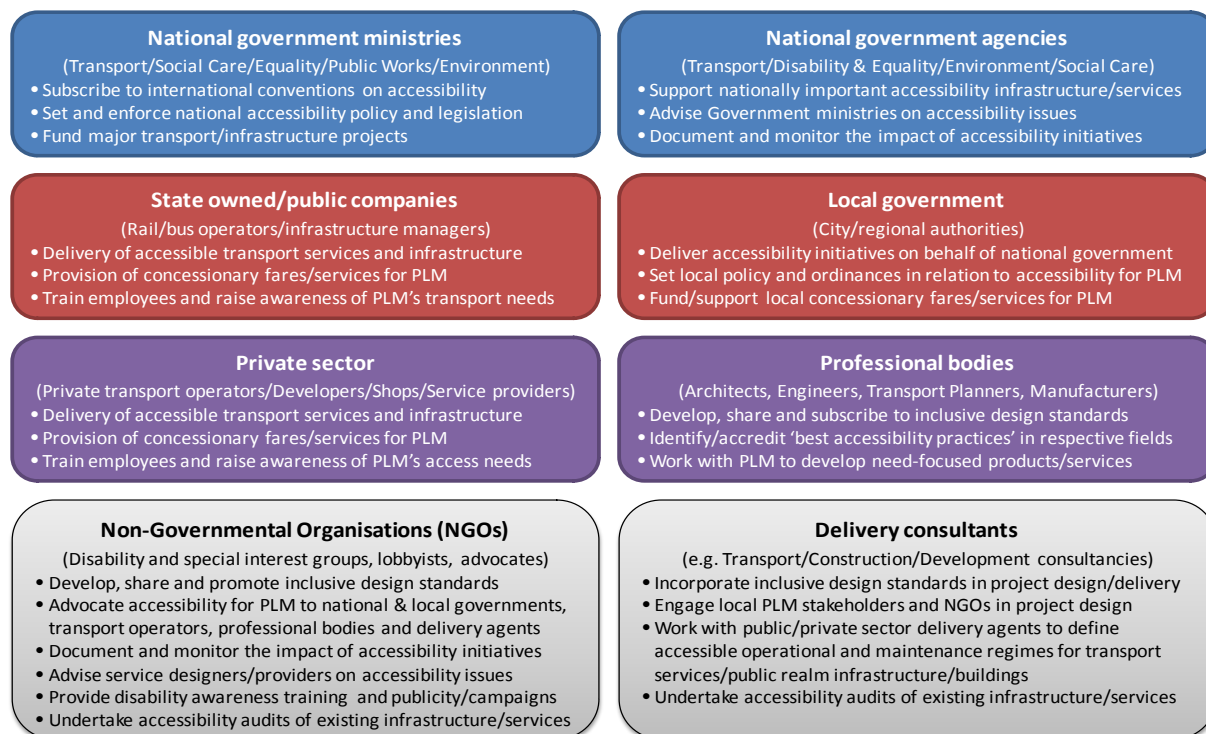 National government ministries
(Transport/Social Care/Equality/Public Works/Environment)
• Subscribe to international conventions on accessibility
• Set and enforce national accessibility policy and legislation
• Fund major transport/infrastructure projects
National government agencies
(Transport/Disability & Equality/Environment/Social Care)
• Support nationally important accessibility infrastructure/services
• Advise Government ministries on accessibility issues
• Document and monitor the impact of accessibility initiatives
State owned/public companies
(Rail/bus operators/infrastructure managers)
• Delivery of accessible transport services and infrastructure
• Provision of concessionary fares/services for PLM
• Train employees and raise awareness of PLM's transport needs
Local government
(City/regional authorities)
• Deliver accessibility initiatives on behalf of national government
• Set local policy and ordinances in relation to accessibility for PLM
• Fund/support local concessionary fares/services for PLM
Private sector
(Private transport operators/Developers/Shops/Service providers)
• Delivery of accessible transport services and infrastructure
• Provision of concessionary fares/services for PLM
• Train employees and raise awareness of PLM's access needs
Professional bodies
(Architects, Engineers, Transport Planners, Manufacturers)
• Develop, share and subscribe to inclusive design standards
• Identify/accredit 'best accessibility practices' in respective fields
• Work with PLM to develop need-focused products/services
Non-Governmental Organisations (NGOs)
(Disability and special interest groups, lobbyists, advocates)
• Develop, share and promote inclusive design standards
• Advocate accessibility for PLM to national & local governments,
transport operators, professional bodies and delivery agents
• Document and monitor the impact of accessibility initiatives
• Advise service designers/providers on accessibility issues
• Provide disability awareness training and publicity/campaigns
• Undertake accessibility audits of existing infrastructure/services
Delivery consultants
(e.g. Transport/Construction/Development consultancies)
• Incorporate inclusive design standards in project design/delivery
• Engage local PLM stakeholders and NGOs in project design
• Work with public/private sector delivery agents to define
accessible operational and maintenance regimes for transport
services/public realm infrastructure/buildings
• Undertake accessibility audits of existing infrastructure/services